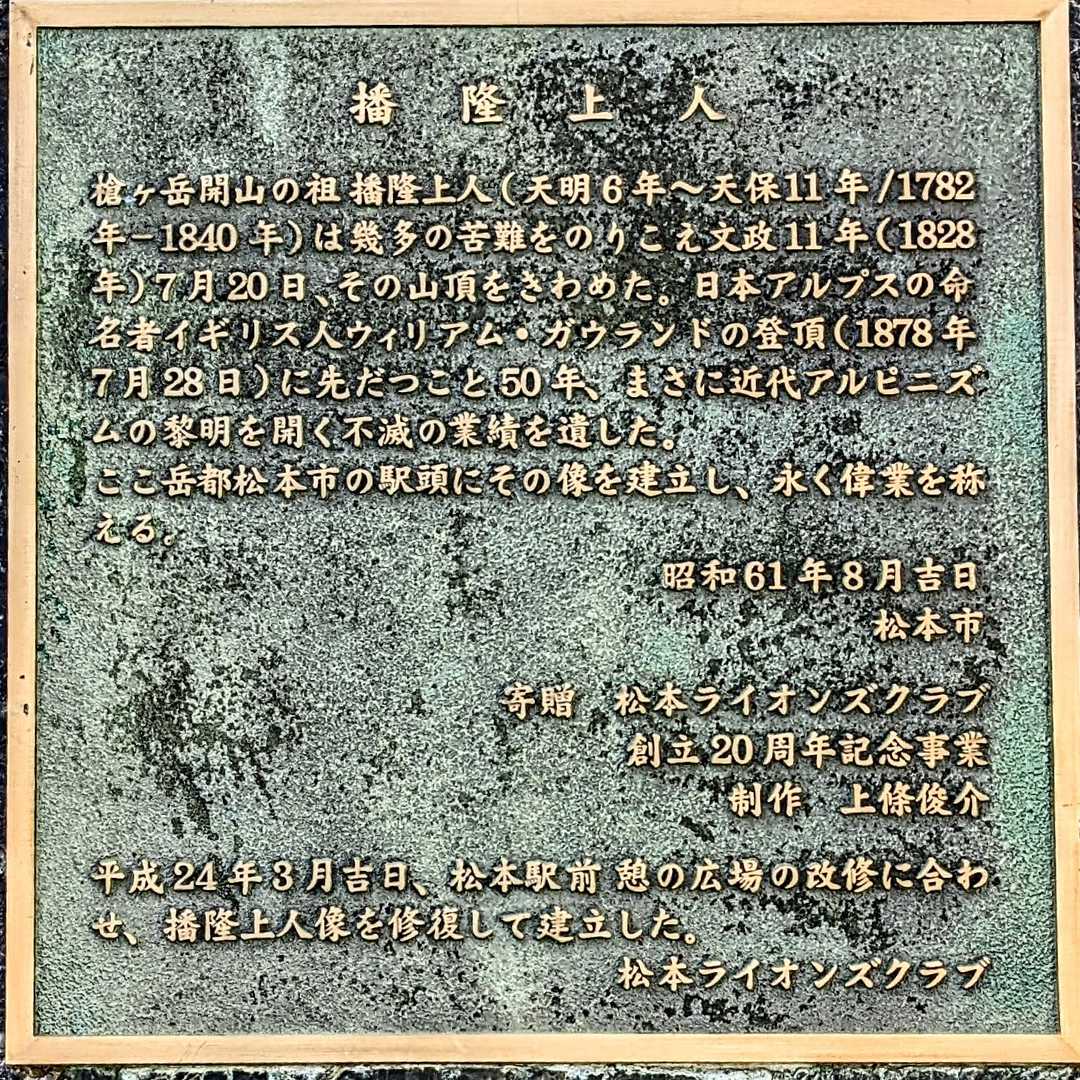 播隆上人
槍ヶ岳開山の祖 播隆上人(天明6年〜天保11年/1782
年−1840年)は幾多の苦難をのりこえ文政11年(1828
年)7月20日、その山頂をきわめた。日本アルプスの命
名者イギリス人ウィリアム・ガウランドの登頂(1878年
7月28日)に先だつこと50年、まさに近代アルピニズ
ムの黎明を開く不滅の業績を遺した。
ここ岳都松本市の駅頭にその像を建立し、永く偉業を称
える。
昭和61年8月吉日
松本市
寄贈　松本ライオンズクラブ
創立20周年記念事業
制作　上條俊介
平成24年3月吉日、松本駅前 憩の広場の改修に合わ
せ、播隆上人像を修復して建立した。
松本ライオンズクラブ